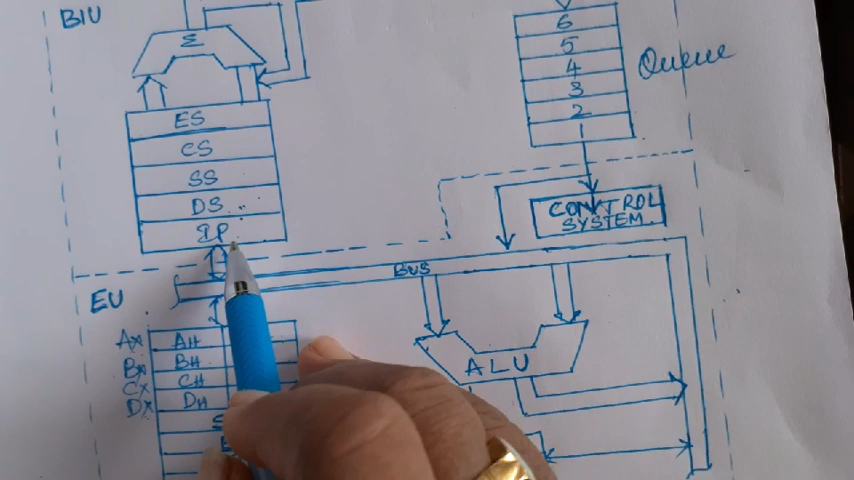 BIU
Σ
ES
CS
SS
DS
IP
6
5
4
3
2
1
Queue
CONTROL
SYSTEM
BUS
EU
AX AH
BX BH
CX CH
DX DH
ALU